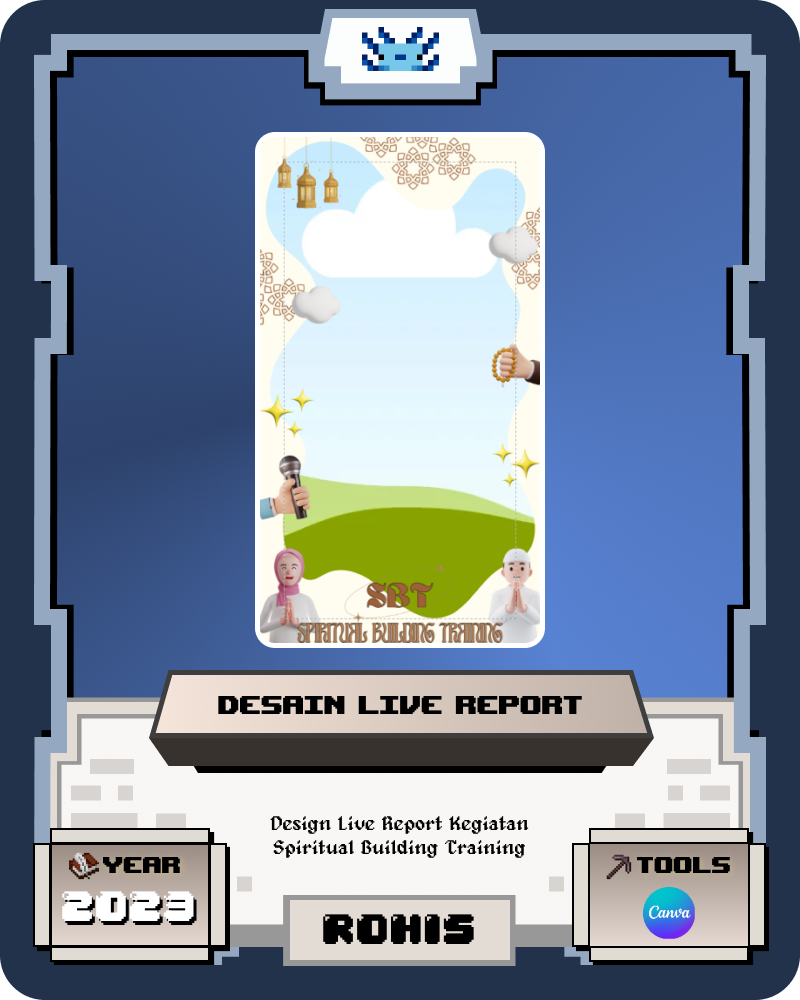 SBT
SPIRITUAL BUILDING TRAINING
DESAIN LIVE REPORT
Design Live Report Kegiatan
Spiritual Building Training
YEAR
2023
ROHIS
TOOLS
Canva